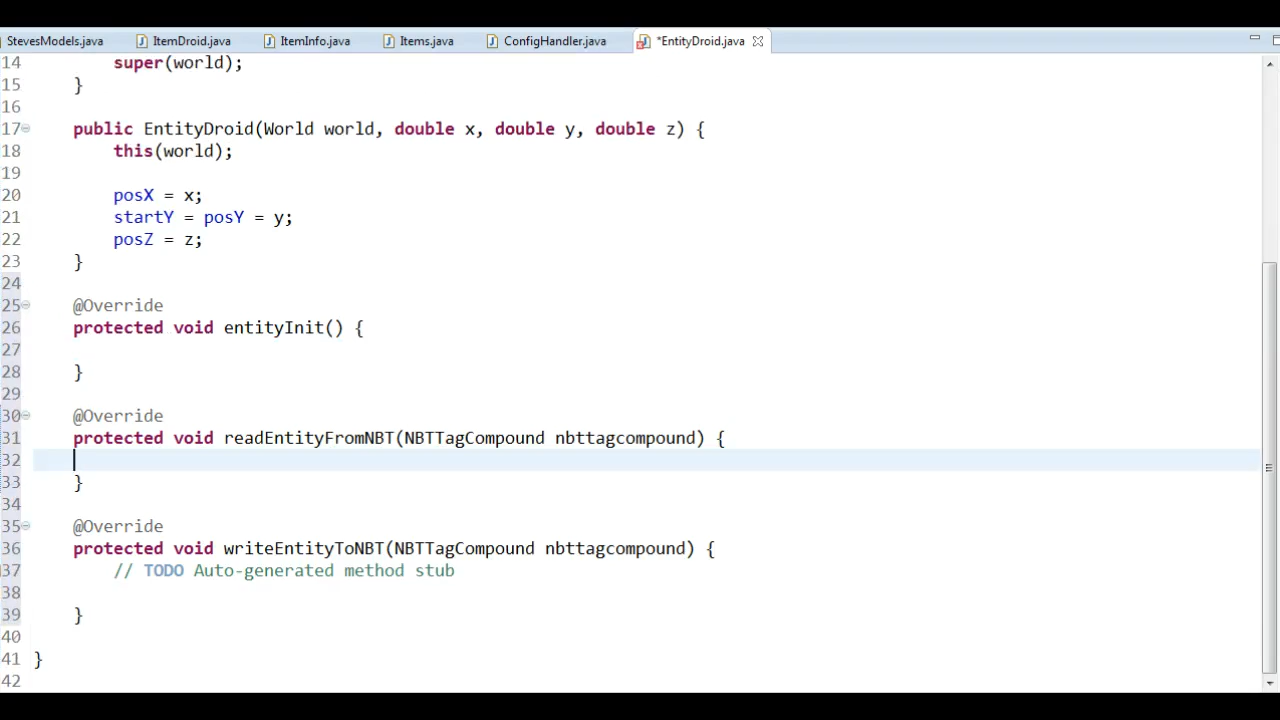 StevesModels.java ItemDroid.java ItemInfo.java Items.java ConfigHandler.java *EntityDroid.java
14 super(world);
15 }
16
17 public EntityDroid(World world, double x, double y, double z) {
18 this(world);
19
20 posX = x;
21 startY = posY = y;
22 posZ = z;
23 }
24
25 @Override
26 protected void entityInit() {
27
28 }
29
30 @Override
31 protected void readEntityFromNBT(NBTTagCompound nbttagcompound) {
32
33 }
34
35 @Override
36 protected void writeEntityToNBT(NBTTagCompound nbttagcompound) {
37 // TODO Auto-generated method stub
38
39 }
40
41 }
42